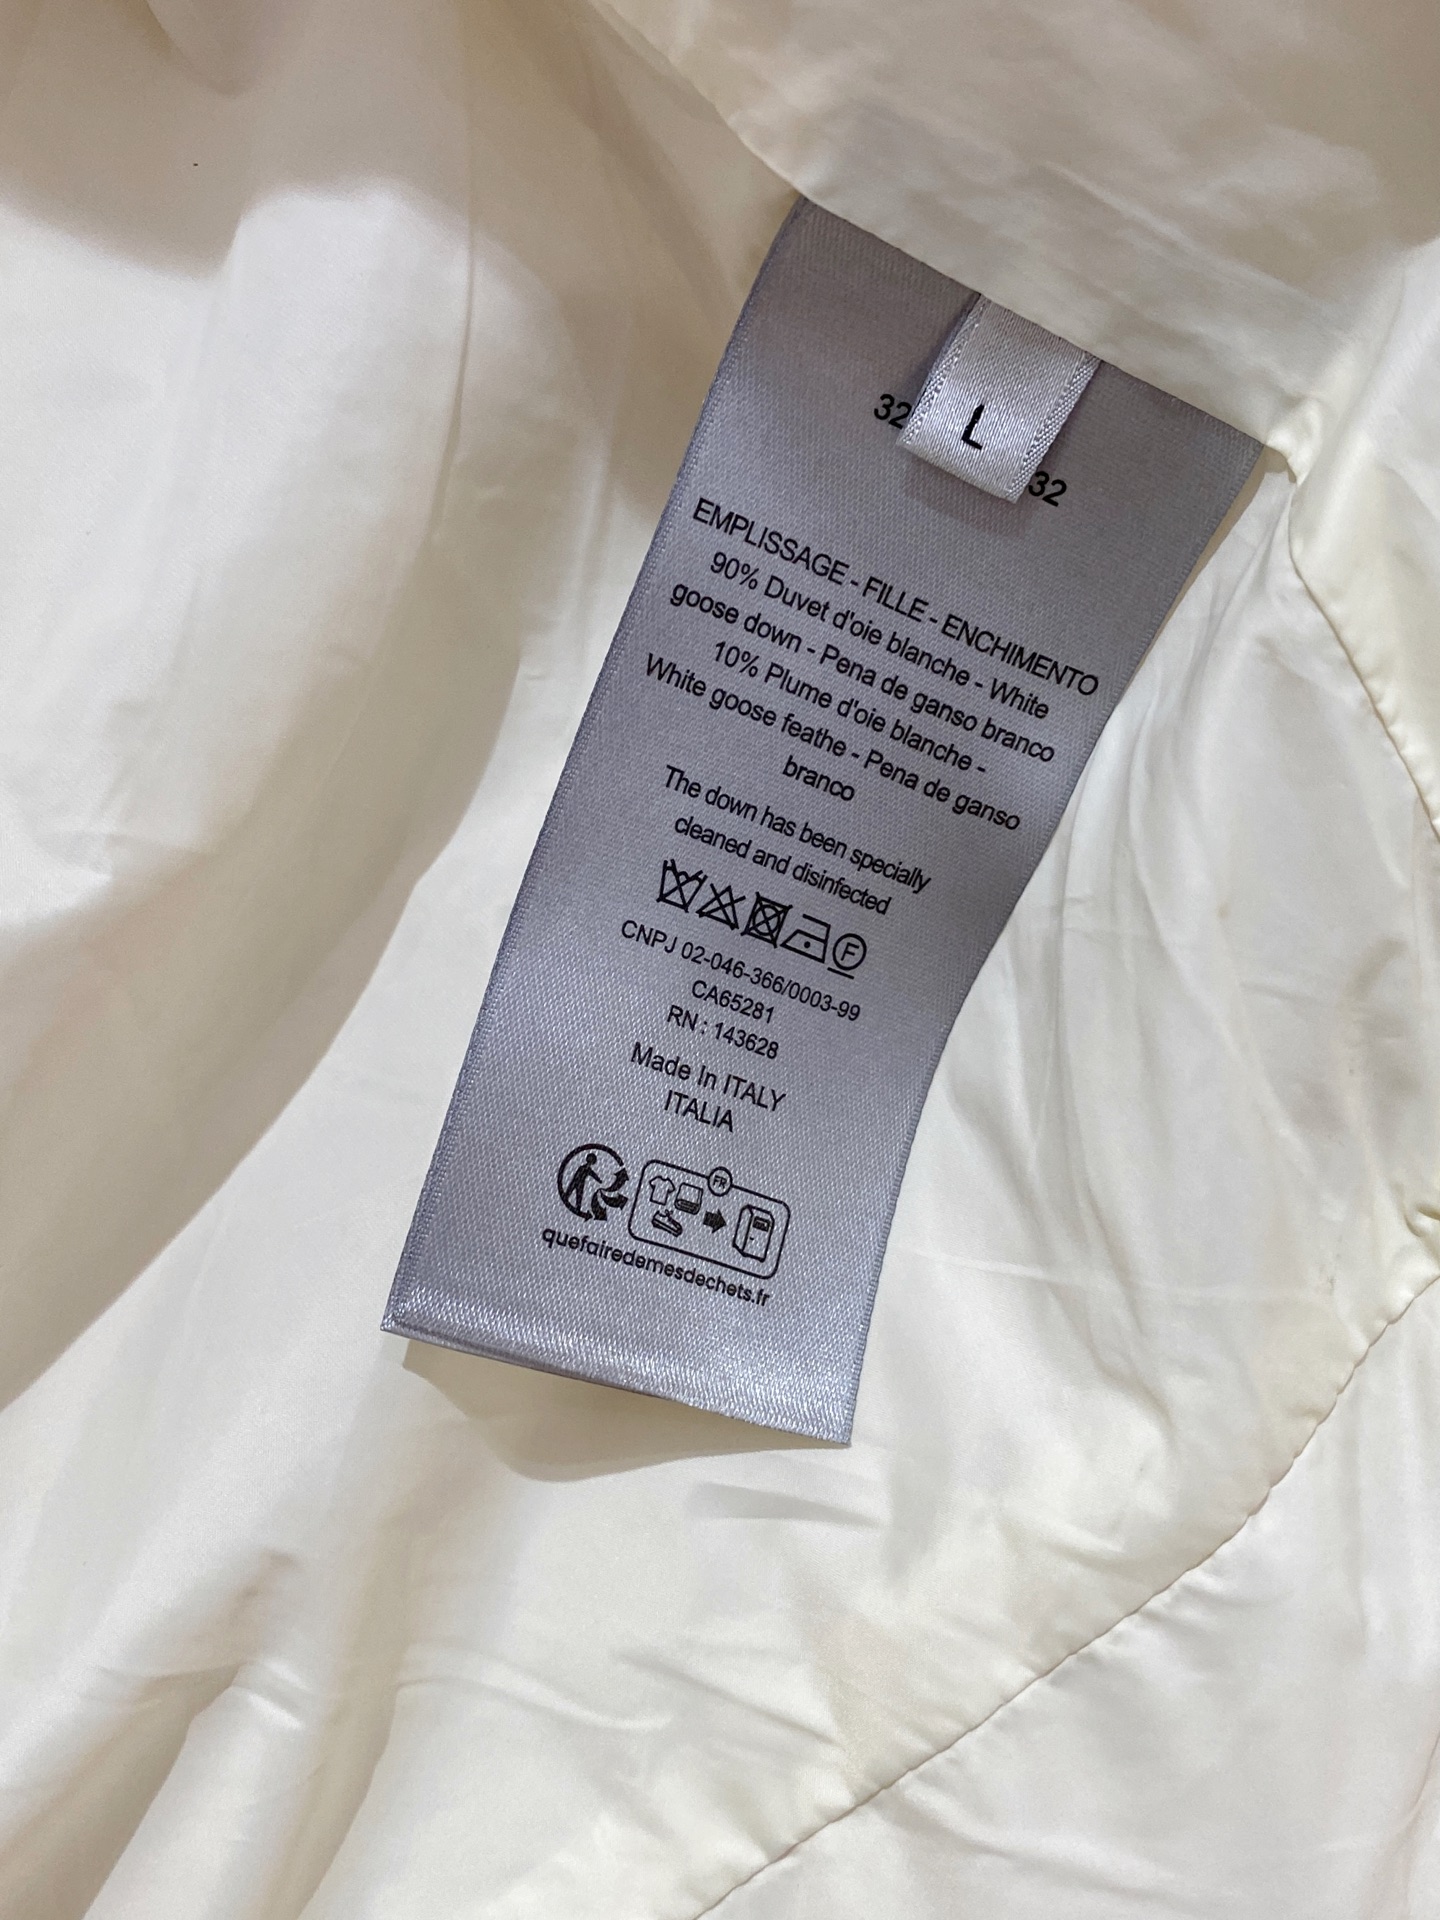 L
32 32
EMPLISSAGE - FILLE - ENCHIMENTO
90% Duvet d'oie blanche - White
goose down - Pena de ganso branco
10% Plume d'oie blanche -
White goose feathe - Pena de ganso
branco
The down has been specially
cleaned and disinfected
F
CNPJ 02-046-366/0003-99
CA65281
RN : 143628
Made In ITALY
ITALIA
FR
quefairedemesdechets.fr